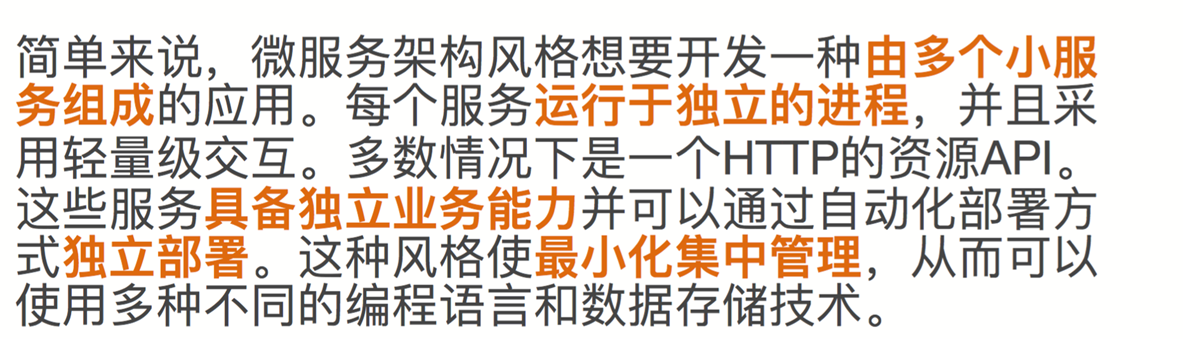 简单来说，微服务架构风格想要开发一种由多个小服
务组成的应用。每个服务运行于独立的进程，并且采
用轻量级交互。多数情况下是一个HTTP的资源API。
这些服务具备独立业务能力并可以通过自动化部署方
式独立部署。这种风格使最小化集中管理，从而可以
使用多种不同的编程语言和数据存储技术。